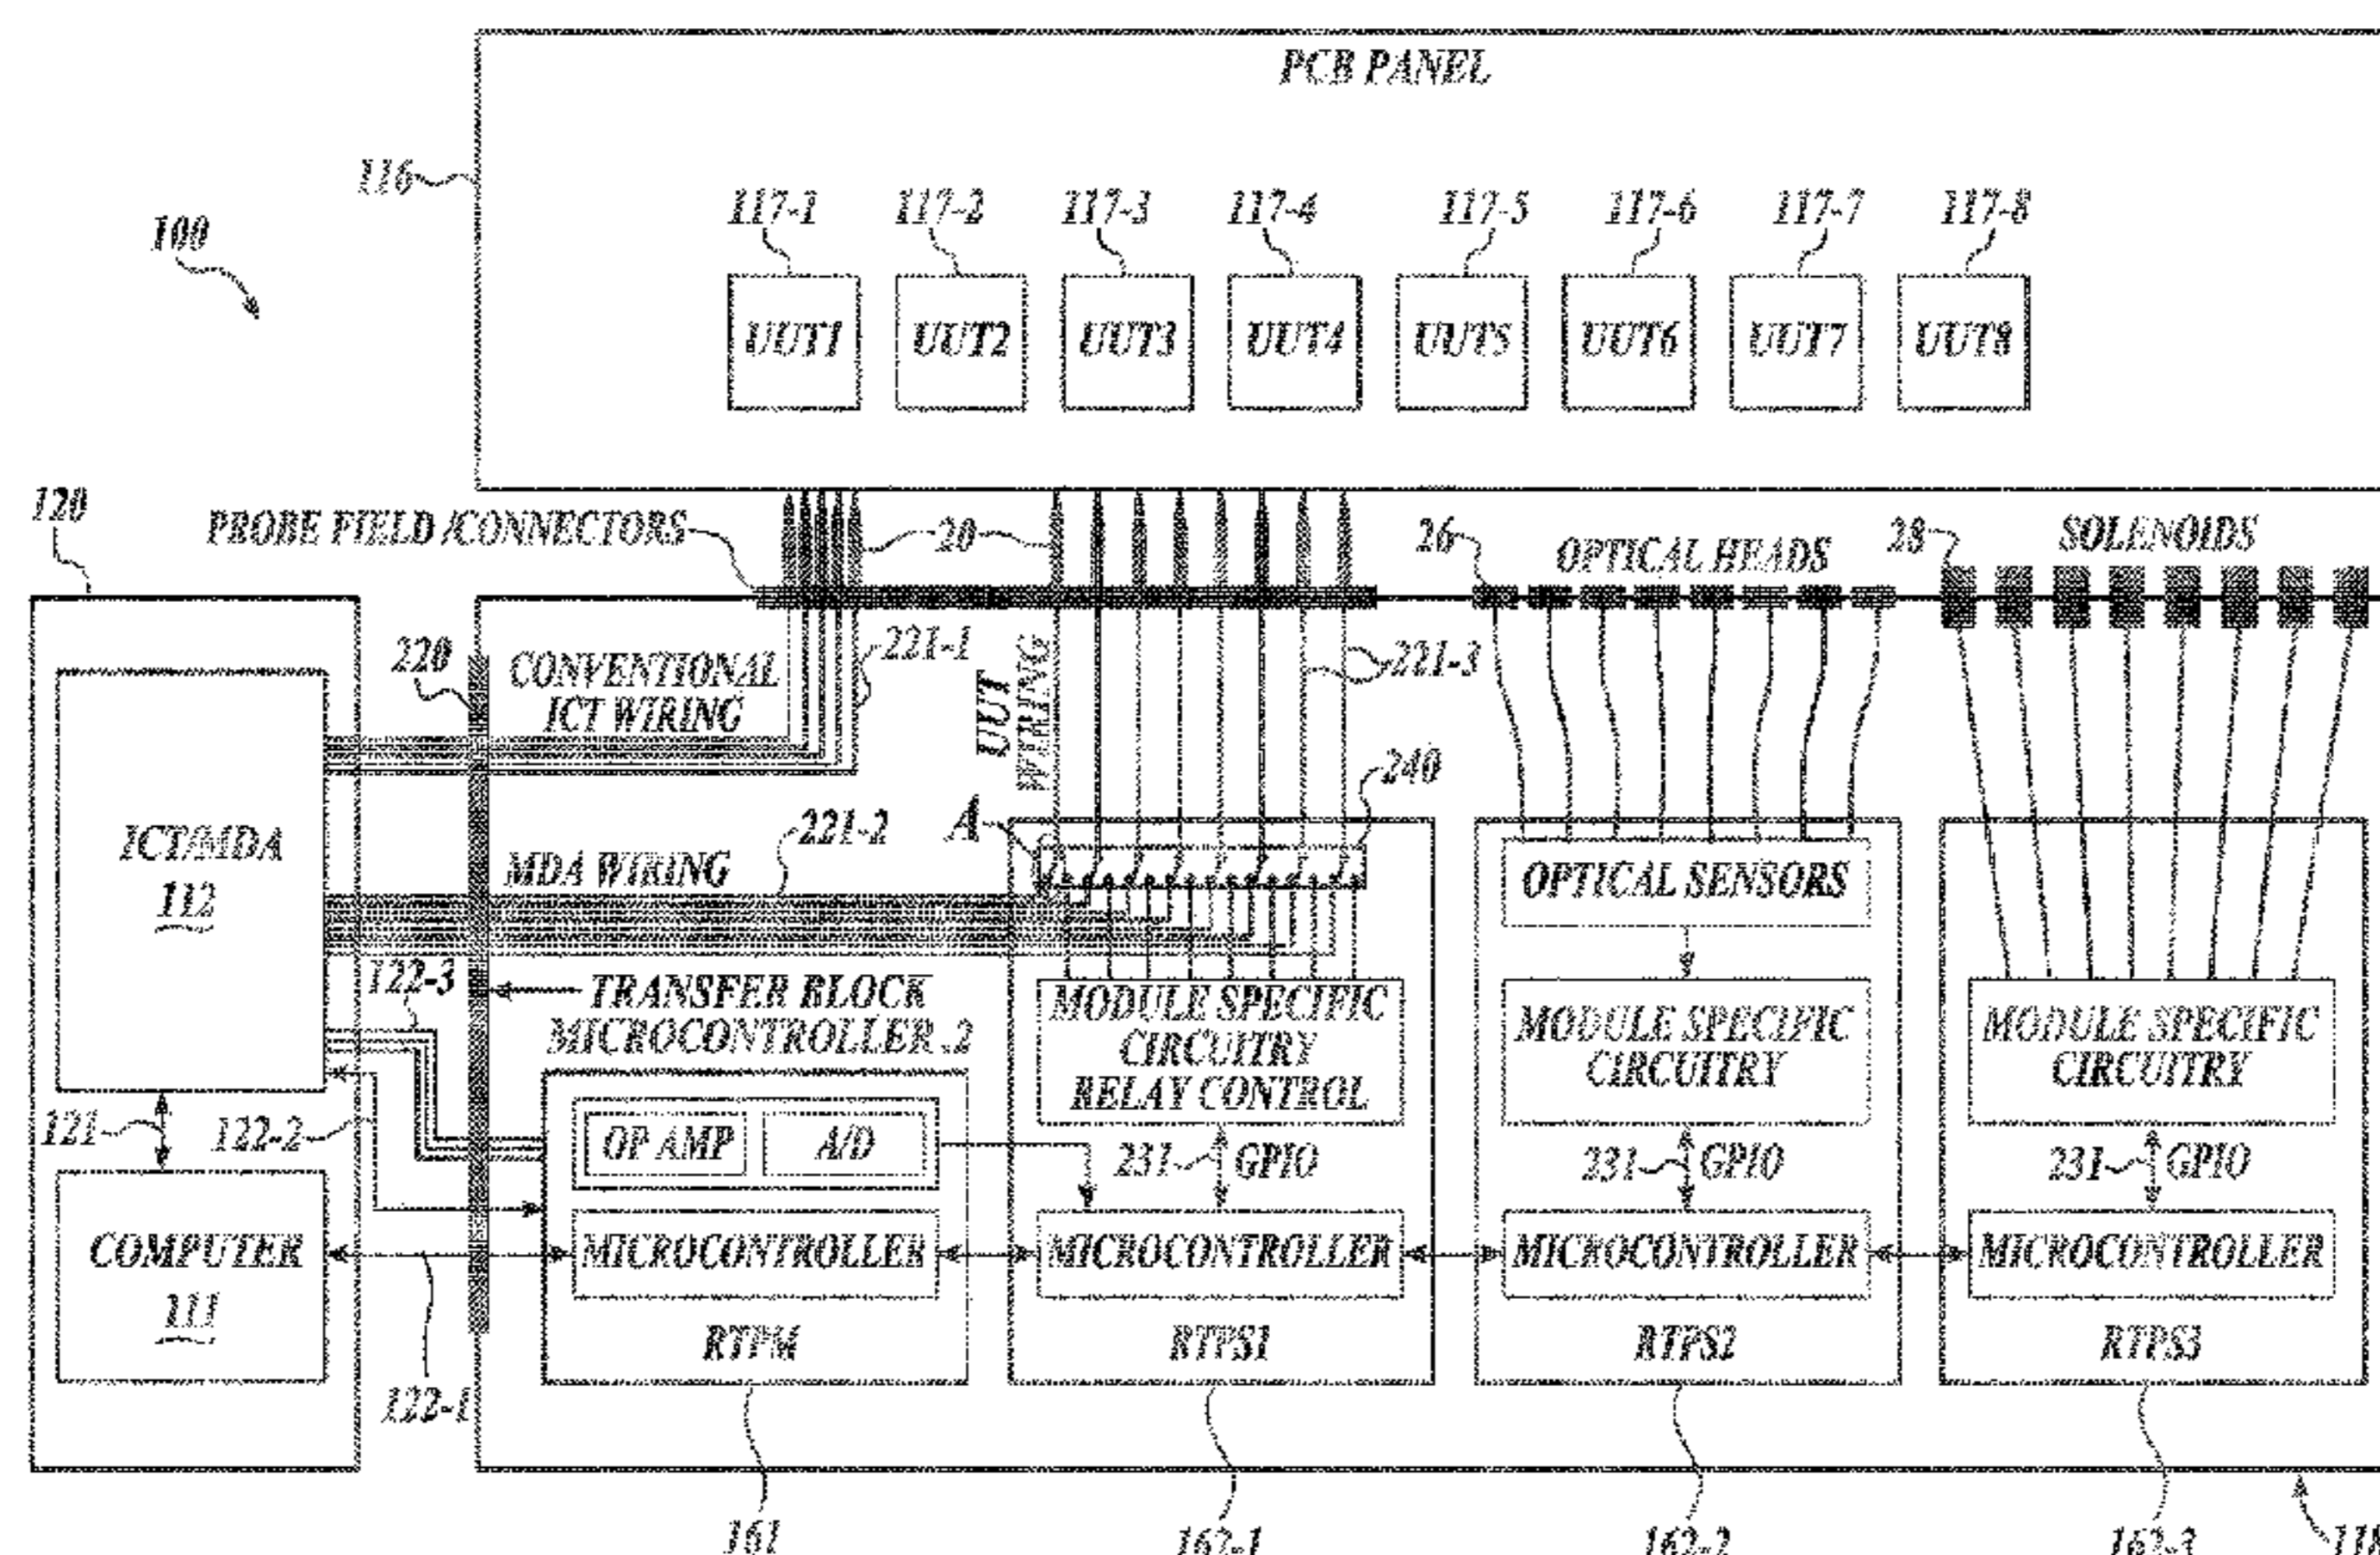 PCB PANEL
116
100
117-1 117-2 117-3 117-4 117-5 117-6 117-7 117-8
UUT1 UUT2 UUT3 UUT4 UUT5 UUT6 UUT7 UUT8
120
PROBE FIELD/CONNECTORS
20
26
OPTICAL HEADS
28
SOLENOIDS
220
CONVENTIONAL
ICT WIRING
221-1
UUT
WIRING
221-3
240
ICT/MDA
112
MDA WIRING
221-2
A
OPTICAL SENSORS
122-3
TRANSFER BLOCK
MICROCONTROLLER .2
MODULE SPECIFIC
CIRCUITRY
RELAY CONTROL
MODULE SPECIFIC
CIRCUITRY
MODULE SPECIFIC
CIRCUITRY
121
122-2
OP AMP
A/D
231 GPIO
231 GPIO
231 GPIO
COMPUTER
111
MICROCONTROLLER
MICROCONTROLLER
MICROCONTROLLER
MICROCONTROLLER
122-1
RTPM
RTPS1
RTPS2
RTPS3
161
162-1
162-2
162-3